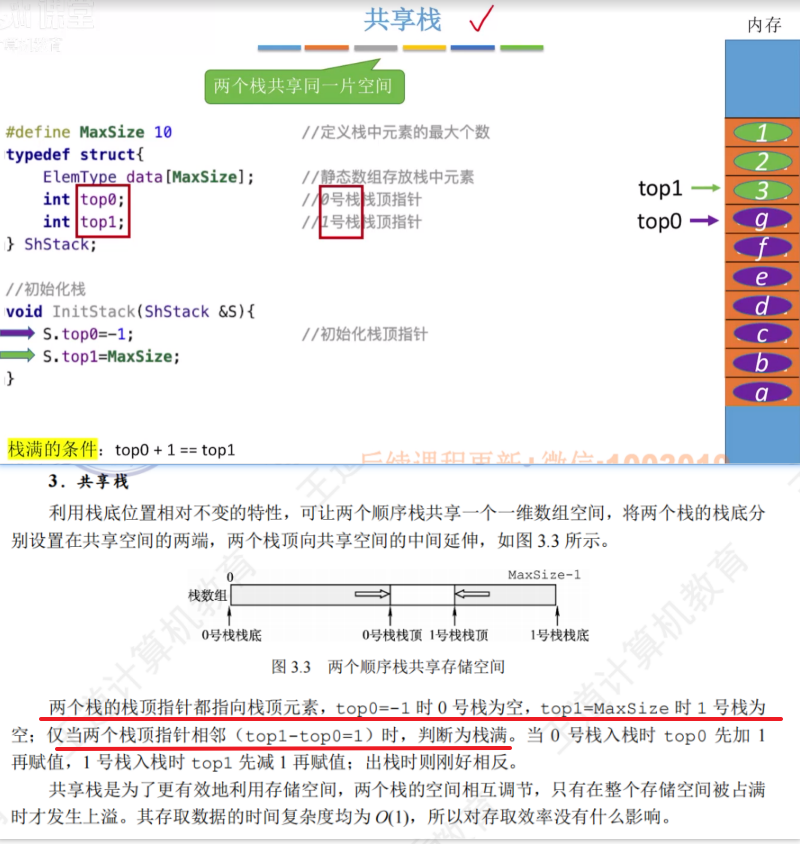 共享栈
内存
两个栈共享同一片空间
#define MaxSize 10 //定义栈中元素的最大个数
typedef struct{
ElemType data[MaxSize]; //静态数组存放栈中元素
int top0; //0号栈栈顶指针
int top1; //1号栈栈顶指针
} ShStack;
//初始化栈
void InitStack(ShStack &S){
S.top0=-1; //初始化栈顶指针
S.top1=MaxSize;
}
栈满的条件：top0 + 1 == top1
top1
top0
1
2
3
g
f
e
d
c
b
a
3．共享栈
利用栈底位置相对不变的特性，可让两个顺序栈共享一个一维数组空间，将两个栈的栈底分
别设置在共享空间的两端，两个栈顶向共享空间的中间延伸，如图 3.3 所示。
0 MaxSize-1
栈数组
0号栈栈底 0号栈栈顶 1号栈栈顶 1号栈栈底
图 3.3 两个顺序栈共享存储空间
两个栈的栈顶指针都指向栈顶元素，top0=-1 时 0 号栈为空，top1=MaxSize 时 1 号栈为
空；仅当两个栈顶指针相邻（top1-top0=1）时，判断为栈满。当 0 号栈入栈时 top0 先加 1
再赋值，1 号栈入栈时 top1 先减 1 再赋值；出栈时则刚好相反。
共享栈是为了更有效地利用存储空间，两个栈的空间相互调节，只有在整个存储空间被占满
时才发生上溢。其存取数据的时间复杂度均为 O(1)，所以对存取效率没有什么影响。
王道计算机教育
王道计算机教育